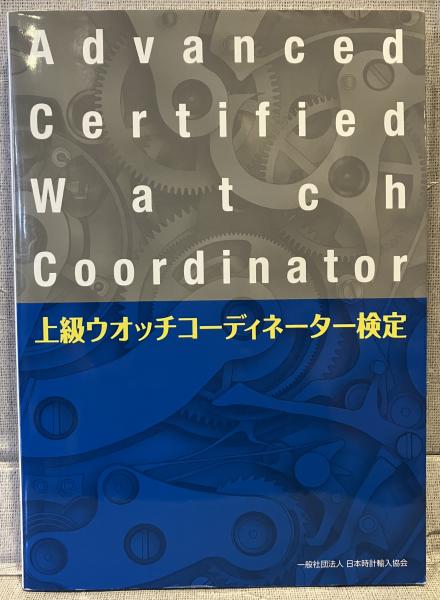 Advanced
Certified
Watch
Coordinator
上級ウオッチコーディネーター検定
一般社団法人 日本時計輸入協会